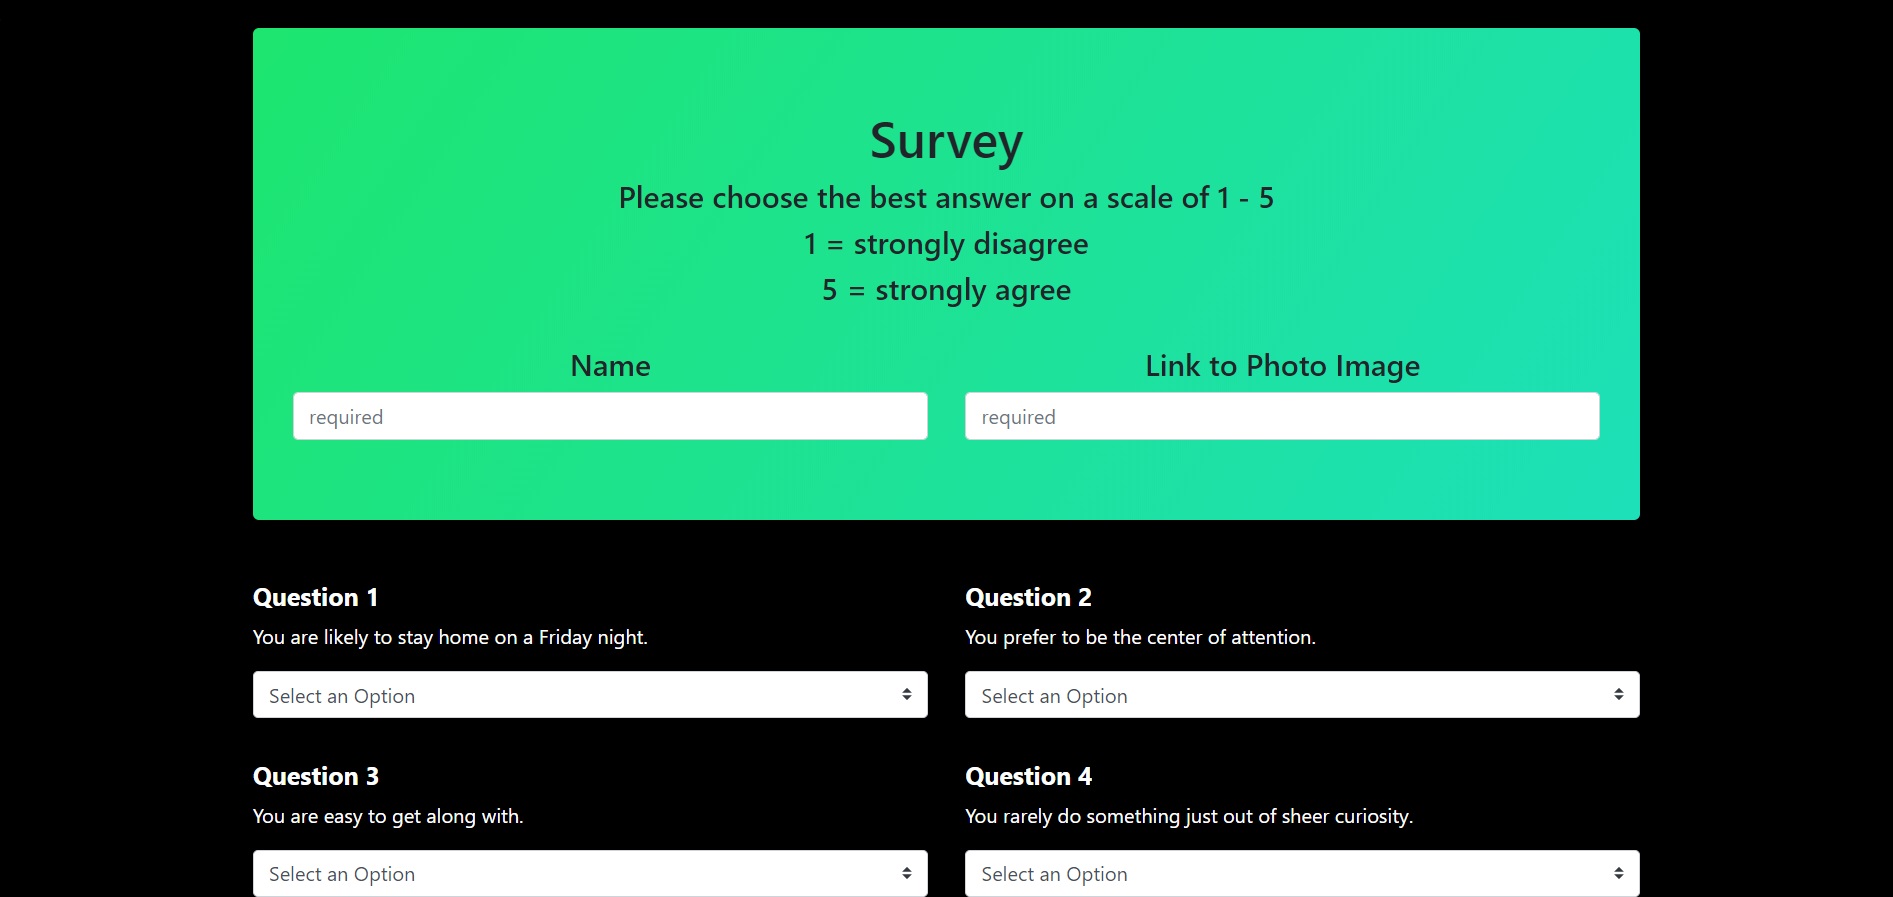 Survey
Please choose the best answer on a scale of 1 - 5
1 = strongly disagree
5 = strongly agree
Name
Link to Photo Image
required
required
Question 1
You are likely to stay home on a Friday night.
Select an Option
Question 2
You prefer to be the center of attention.
Select an Option
Question 3
You are easy to get along with.
Select an Option
Question 4
You rarely do something just out of sheer curiosity.
Select an Option